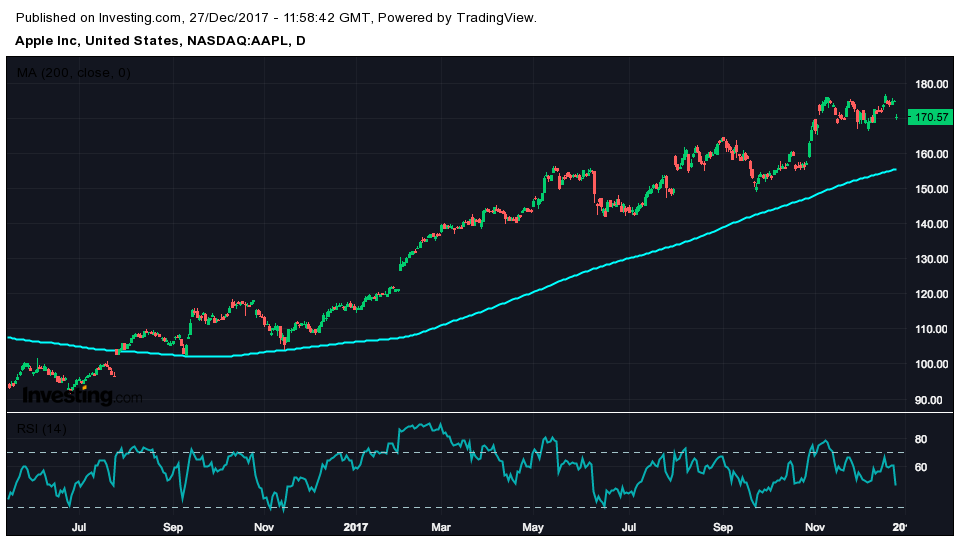 Published on Investing.com, 27/Dec/2017 - 11:58:42 GMT, Powered by TradingView.
Apple Inc, United States, NASDAQ:AAPL, D
MA (200, close, 0)
180.00
170.57
160.00
150.00
140.00
130.00
120.00
110.00
100.00
90.00
Investing.com
RSI (14)
80
60
Jul Sep Nov 2017 Mar May Jul Sep Nov 20